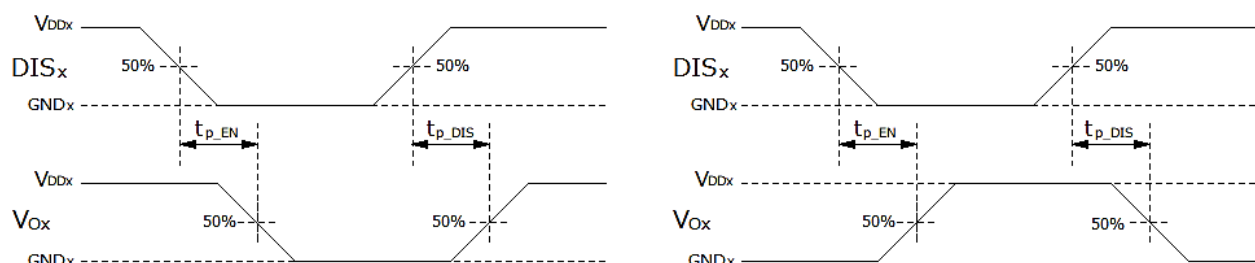 VDDx
DISx
50%
50%
GNDx
tp_EN
tp_DIS
VDDx
VOx
50%
50%
GNDx
VDDx
DISx
50%
50%
GNDx
tp_EN
tp_DIS
VDDx
VOx
50%
50%
GNDx